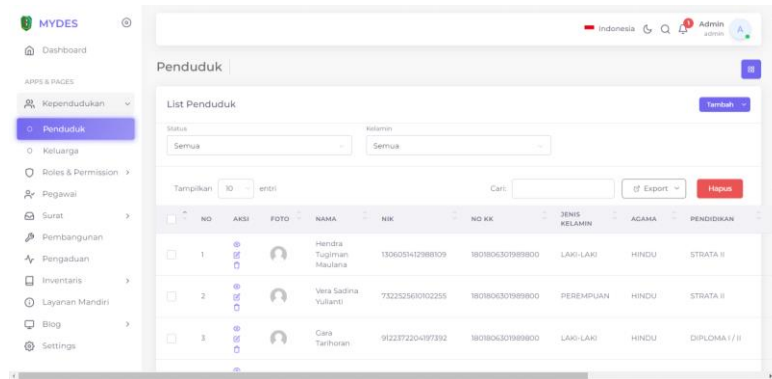 MYDES
Indonesia
1
Admin
admin
A
Dashboard
APPS & PAGES
Kependudukan
Penduduk
Keluarga
Roles & Permission
Pegawai
Surat
Pembangunan
Pengaduan
Inventaris
Layanan Mandiri
Blog
Settings
Penduduk
List Penduduk
Tambah
Status
Kelamin
Semua
Semua
Tampilkan 10 entri
Cari:
Export
Hapus
NO AKSI FOTO NAMA NIK NO KK JENIS KELAMIN AGAMA PENDIDIKAN
1 Hendra Tugiman Maulana 1306051412988109 1801806301989800 LAKI-LAKI HINDU STRATA II
2 Vera Sadina Yulianti 7322525610102255 1801806301989800 PEREMPUAN HINDU STRATA II
3 Gara Tarihoran 9122372204197392 1801806301989800 LAKI-LAKI HINDU DIPLOMA I / II